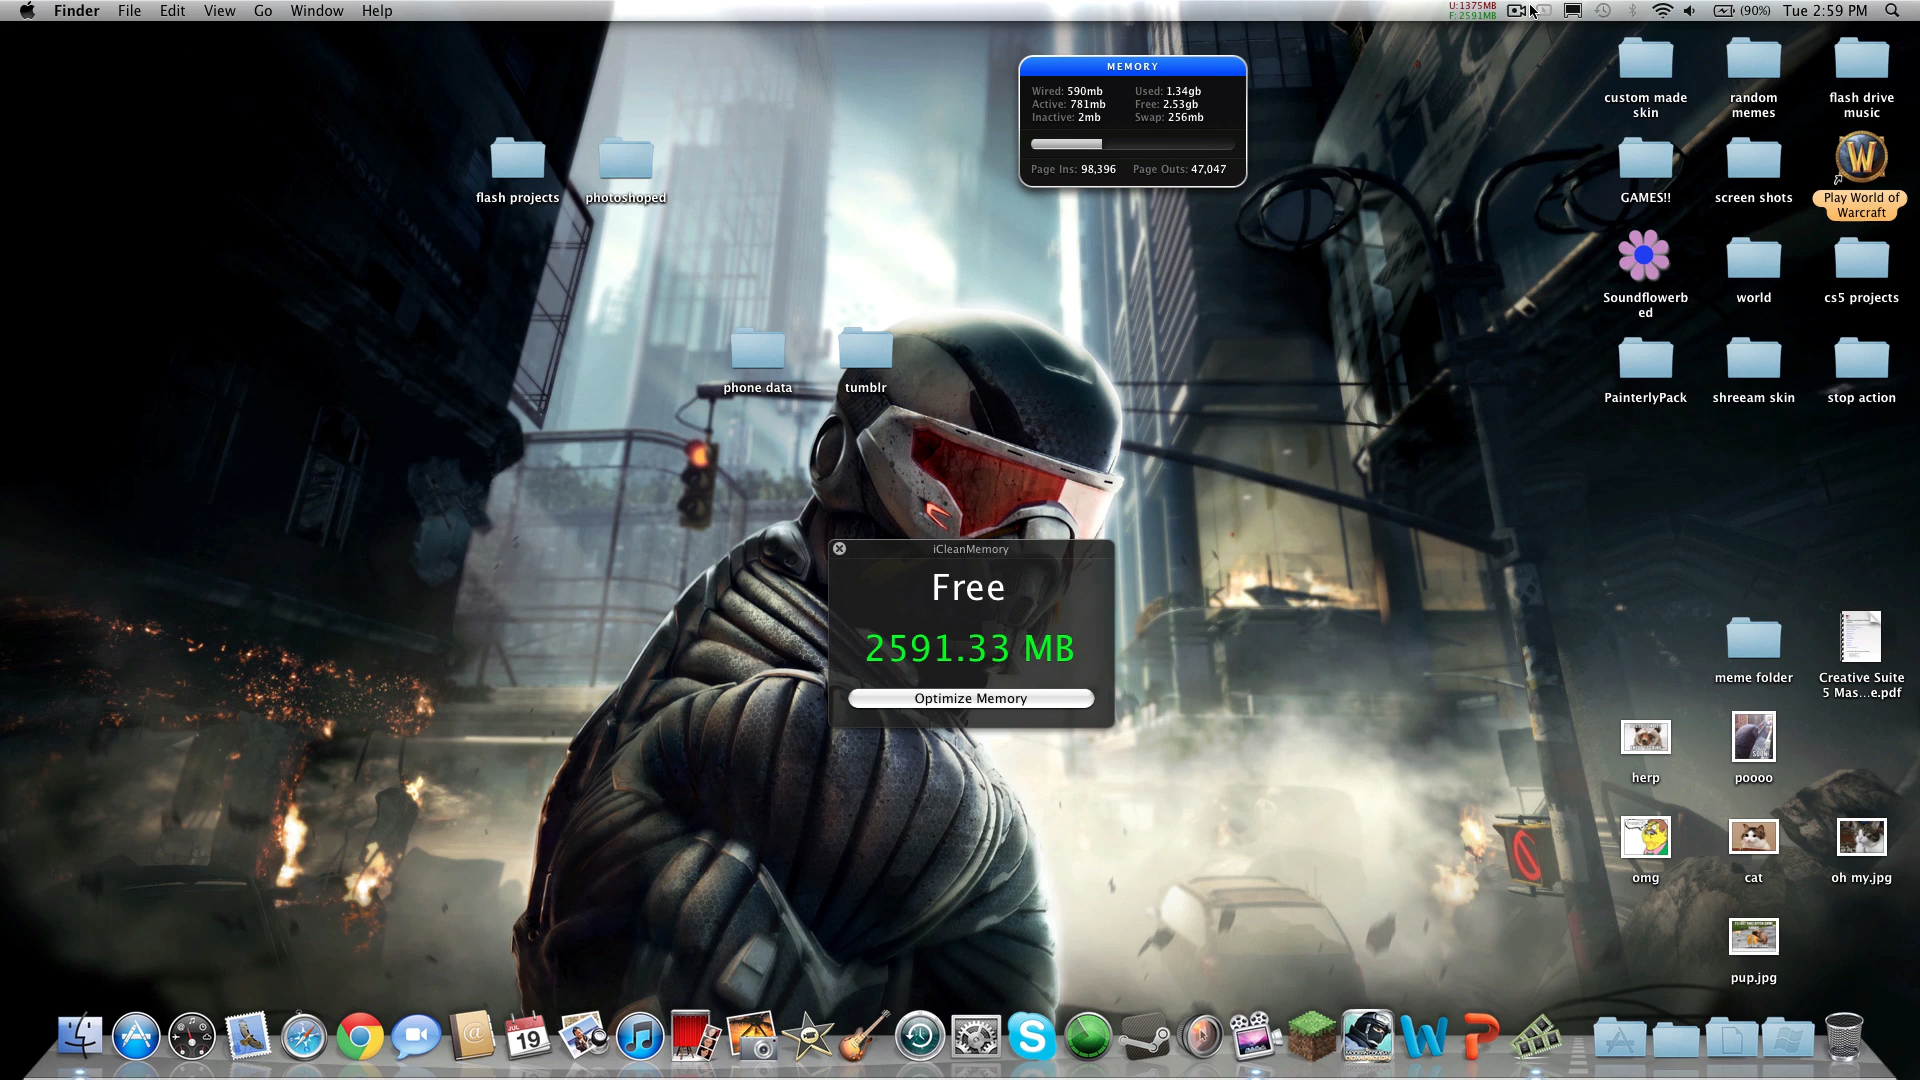 Finder File Edit View Go Window Help
U: 1375MB
F: 2591MB
(90%) Tue 2:59 PM
MEMORY
Wired: 590mb Used: 1.34gb
Active: 781mb Free: 2.53gb
Inactive: 2mb Swap: 256mb
Page Ins: 98,396 Page Outs: 47,047
custom made
skin
random
memes
flash drive
music
flash projects
photoshoped
GAMES!!
screen shots
Play World of
Warcraft
Soundflowerb
ed
world
cs5 projects
phone data
tumblr
PainterlyPack
shreeam skin
stop action
iCleanMemory
Free
2591.33 MB
Optimize Memory
meme folder
Creative Suite
5 Mas...e.pdf
herp
poooo
omg
cat
oh my.jpg
pup.jpg
JUL
19